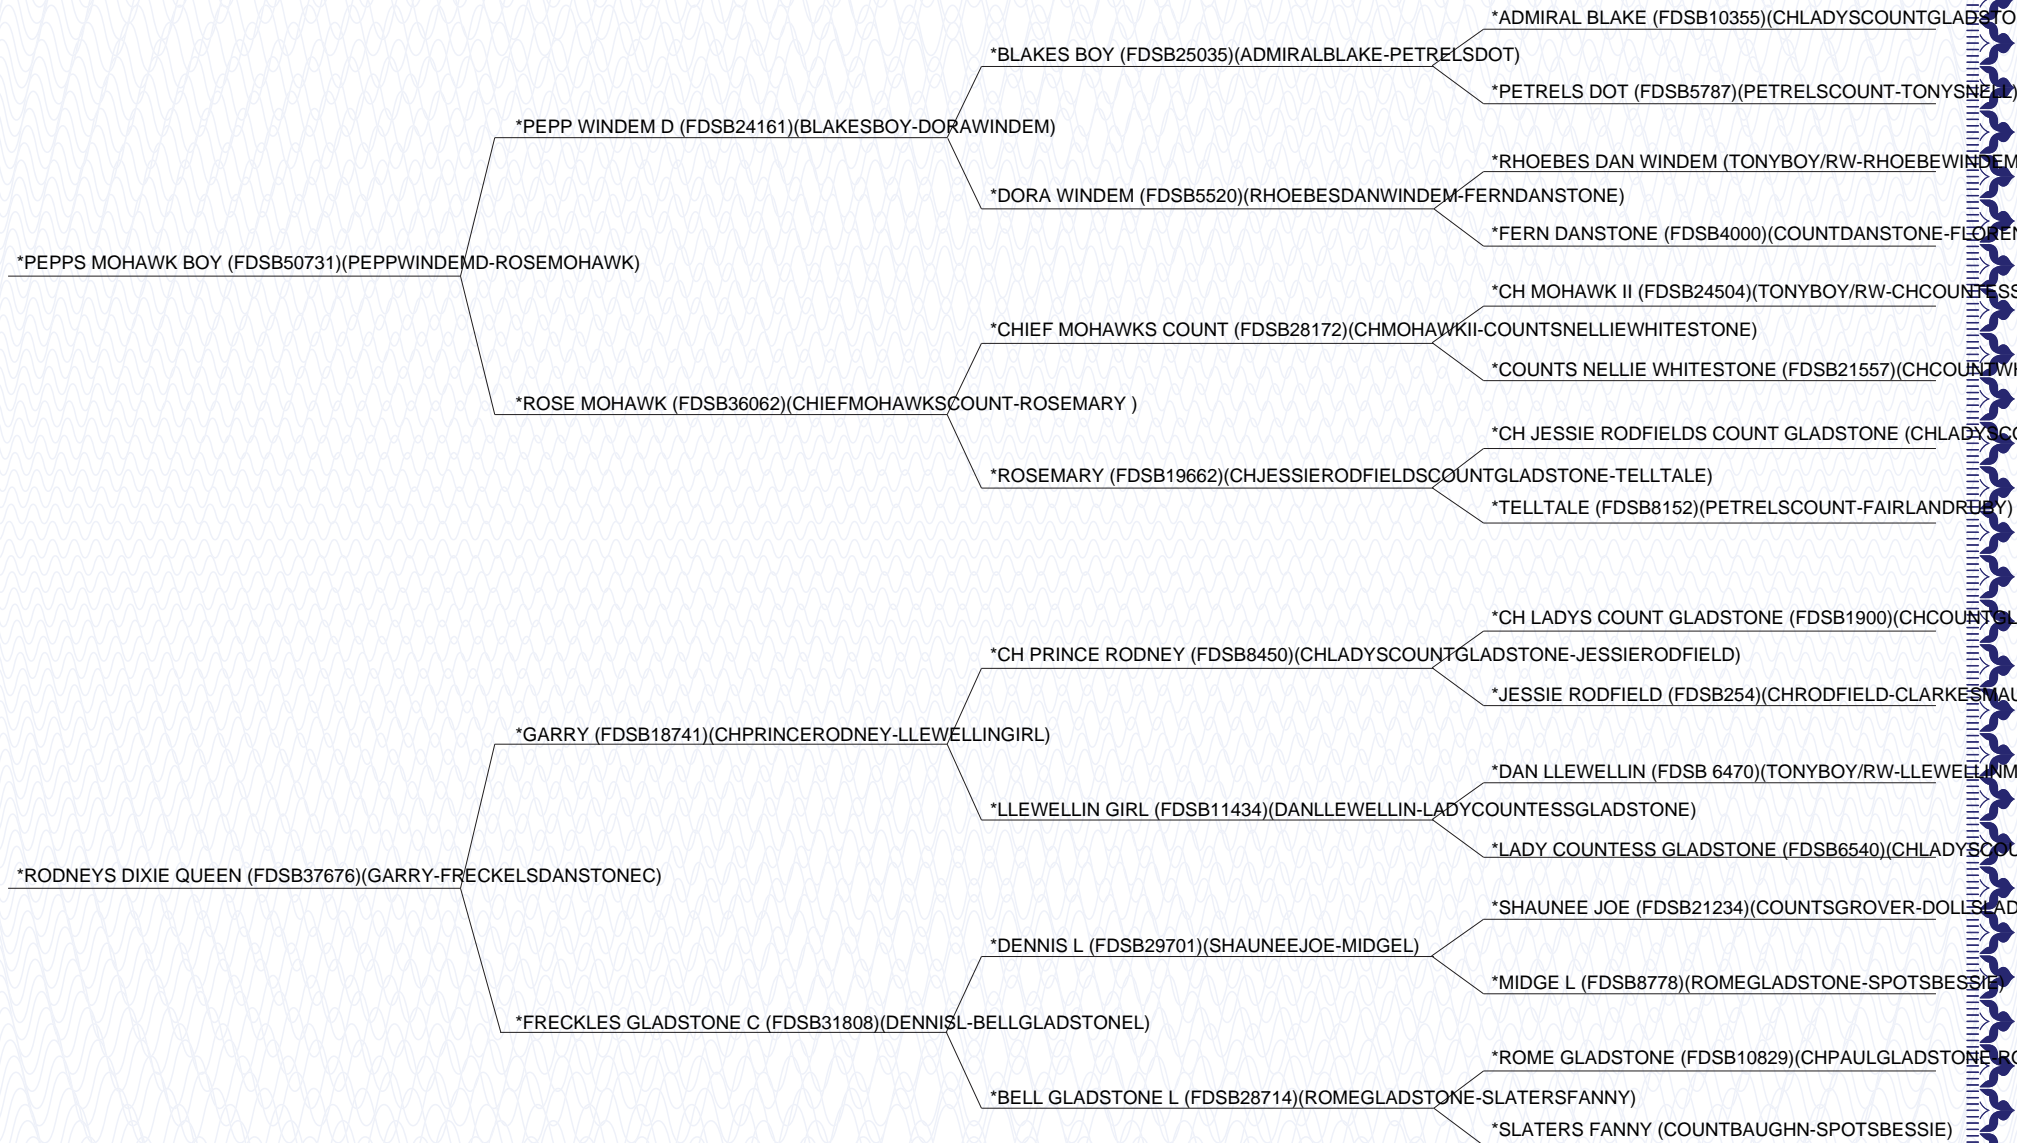 *ADMIRAL BLAKE (FDSB10355)(CHLADYSCOUNTGLADSTO
*BLAKES BOY (FDSB25035)(ADMIRALBLAKE-PETRELSDOT)
*PETRELS DOT (FDSB5787)(PETRELSCOUNT-TONYSNELL)
*PEPP WINDEM D (FDSB24161)(BLAKESBOY-DORAWINDEM)
*RHOEBES DAN WINDEM (TONYBOY/RW-RHOEBEWINDEM
*DORA WINDEM (FDSB5520)(RHOEBESDANWINDEM-FERNDANSTONE)
*FERN DANSTONE (FDSB4000)(COUNTDANSTONE-FLOREN
*PEPPS MOHAWK BOY (FDSB50731)(PEPPWINDEMD-ROSEMOHAWK)
*CH MOHAWK II (FDSB24504)(TONYBOY/RW-CHCOUNTESS
*CHIEF MOHAWKS COUNT (FDSB28172)(CHMOHAWKII-COUNTSNELLIEWHITESTONE)
*COUNTS NELLIE WHITESTONE (FDSB21557)(CHCOUNTWH
*ROSE MOHAWK (FDSB36062)(CHIEFMOHAWKSCOUNT-ROSEMARY )
*CH JESSIE RODFIELDS COUNT GLADSTONE (CHLADYSCO
*ROSEMARY (FDSB19662)(CHJESSIERODFIELDSCOUNTGLADSTONE-TELLTALE)
*TELLTALE (FDSB8152)(PETRELSCOUNT-FAIRLANDRUBY)
*CH LADYS COUNT GLADSTONE (FDSB1900)(CHCOUNTGL
*CH PRINCE RODNEY (FDSB8450)(CHLADYSCOUNTGLADSTONE-JESSIERODFIELD)
*JESSIE RODFIELD (FDSB254)(CHRODFIELD-CLARKESMAU
*GARRY (FDSB18741)(CHPRINCERODNEY-LLEWELLINGIRL)
*DAN LLEWELLIN (FDSB 6470)(TONYBOY/RW-LLEWELLINM
*LLEWELLIN GIRL (FDSB11434)(DANLLEWELLIN-LADYCOUNTESSGLADSTONE)
*LADY COUNTESS GLADSTONE (FDSB6540)(CHLADYSCOU
*RODNEYS DIXIE QUEEN (FDSB37676)(GARRY-FRECKELSDANSTONEC)
*SHAUNEE JOE (FDSB21234)(COUNTSGROVER-DOLLSLAD
*DENNIS L (FDSB29701)(SHAUNEEJOE-MIDGEL)
*MIDGE L (FDSB8778)(ROMEGLADSTONE-SPOTSBESSIE)
*FRECKLES GLADSTONE C (FDSB31808)(DENNISL-BELLGLADSTONEL)
*ROME GLADSTONE (FDSB10829)(CHPAULGLADSTONE-RO
*BELL GLADSTONE L (FDSB28714)(ROMEGLADSTONE-SLATERSFANNY)
*SLATERS FANNY (COUNTBAUGHN-SPOTSBESSIE)